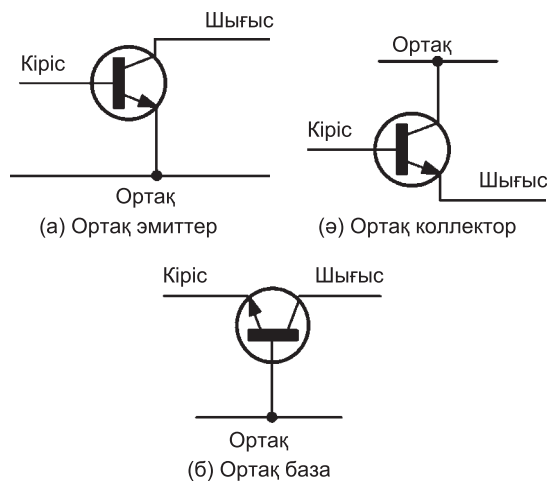 Шығыс
Кіріс
Ортақ
(а) Ортақ эмиттер
Ортақ
Кіріс
Шығыс
(ә) Ортақ коллектор
Кіріс
Шығыс
Ортақ
(б) Ортақ база